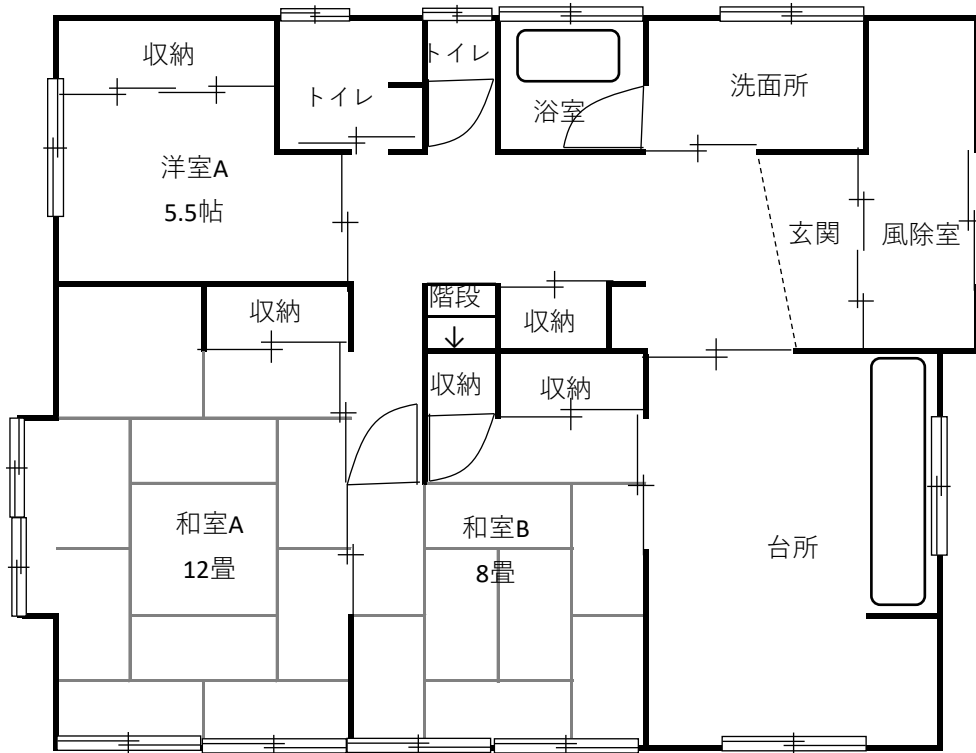 収納
トイレ
トイレ
浴室
洗面所
洋室A
5.5帖
玄関
風除室
収納
階段
↓
収納
収納
収納
和室A
12畳
和室B
8畳
台所